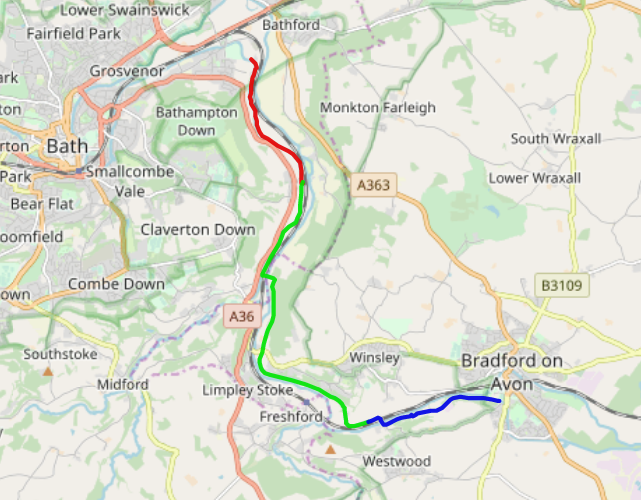 Lower Swainswick
Bathford
Fairfield Park
ark
Grosvenor
Monkton Farleigh
Bathampton
Down
ton
South Wraxall
Bath
rton
Park
Smallcombe
Vale
Lower Wraxall
A363
Bear Flat
oomfield
Claverton Down
Combe Down
B3109
own
A36
Southstoke
Winsley
Bradford on
Avon
Midford
Limpley Stoke
Freshford
Westwood